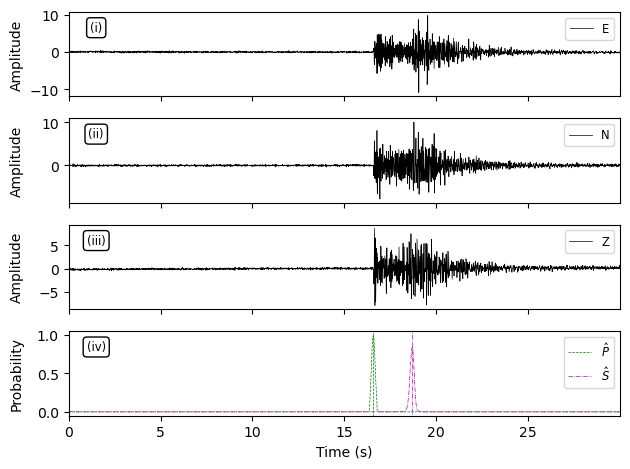 10
0
−10
Amplitude
(i)
E
10
0
Amplitude
(ii)
N
5
0
−5
Amplitude
(iii)
Z
1.0
0.5
0.0
Probability
(iv)
P̂
Ŝ
0 5 10 15 20 25
Time (s)